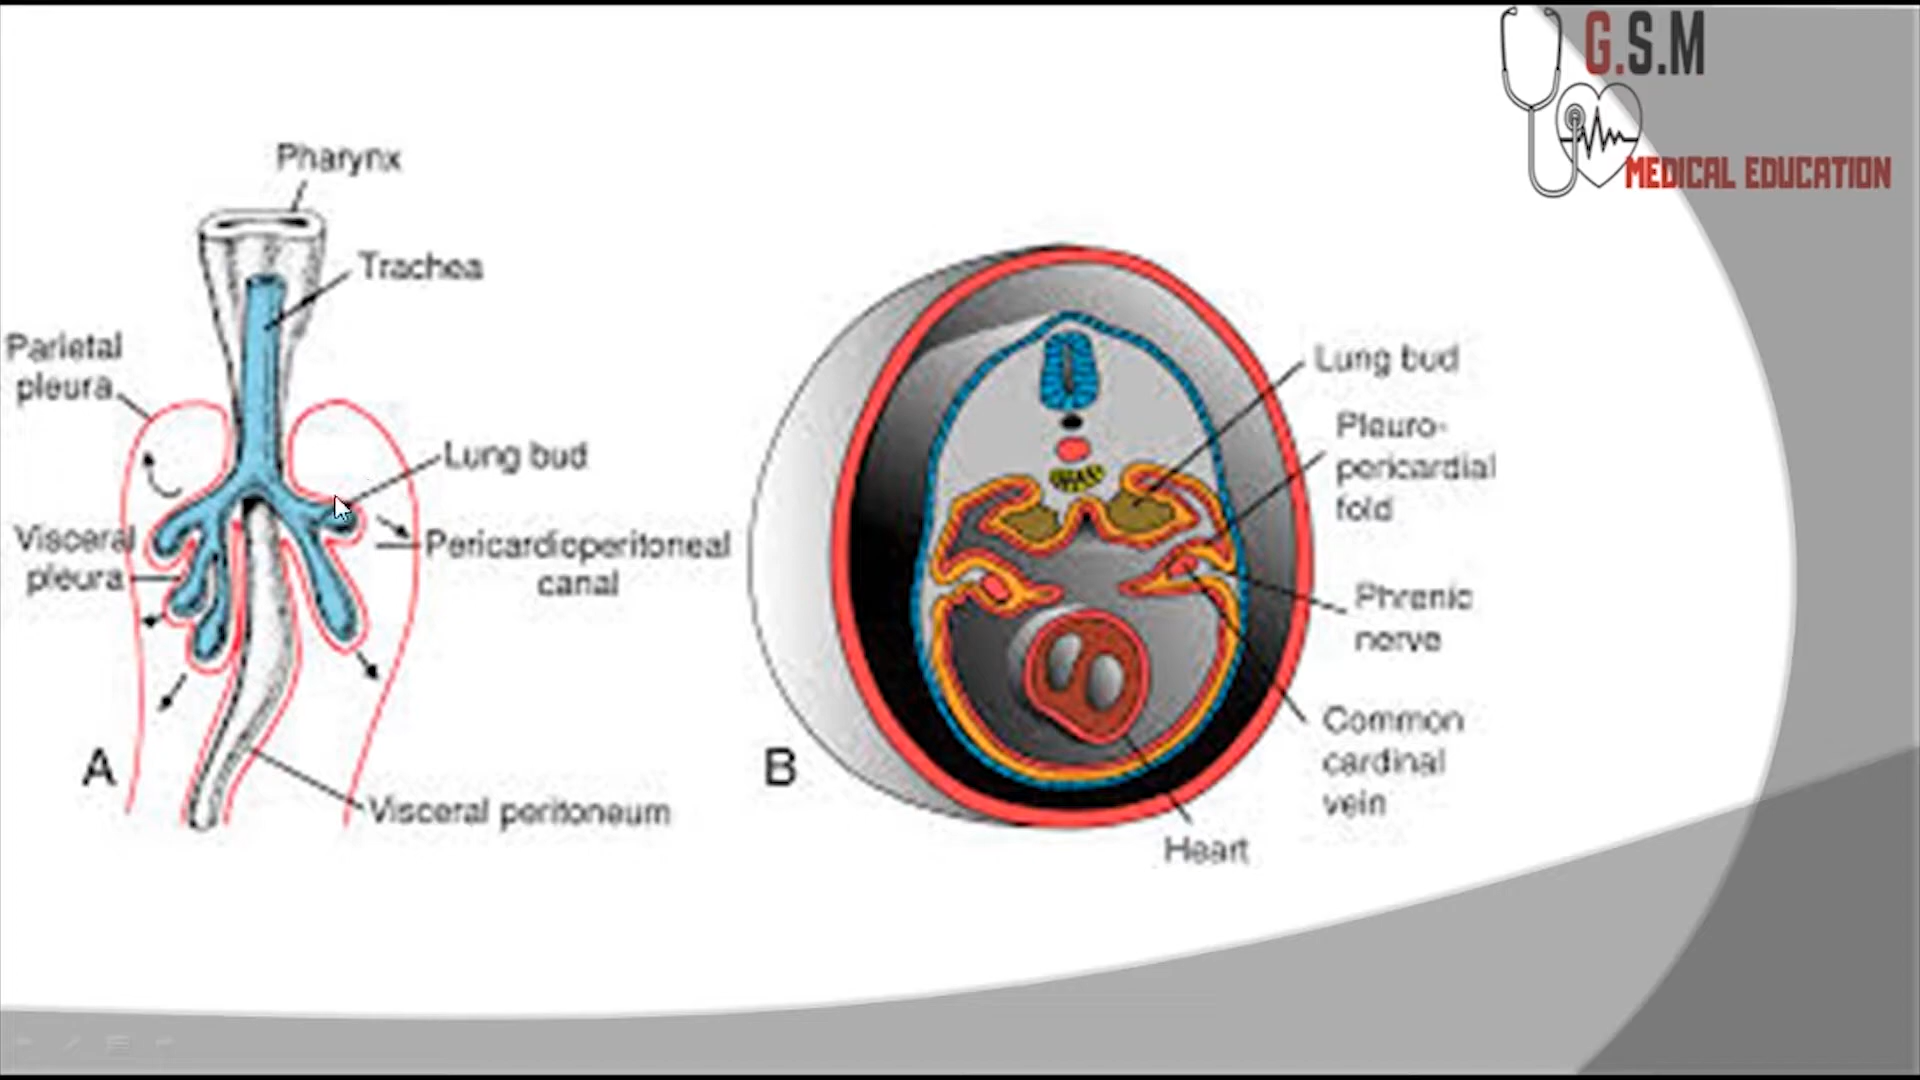 G.S.M
MEDICAL EDUCATION
Pharynx
Trachea
Parietal
pleura
Lung bud
Visceral
pleura
Pericardioperitoneal
canal
A
Visceral peritoneum
Lung bud
Pleuro-
pericardial
fold
Phrenic
nerve
Common
cardinal
vein
B
Heart